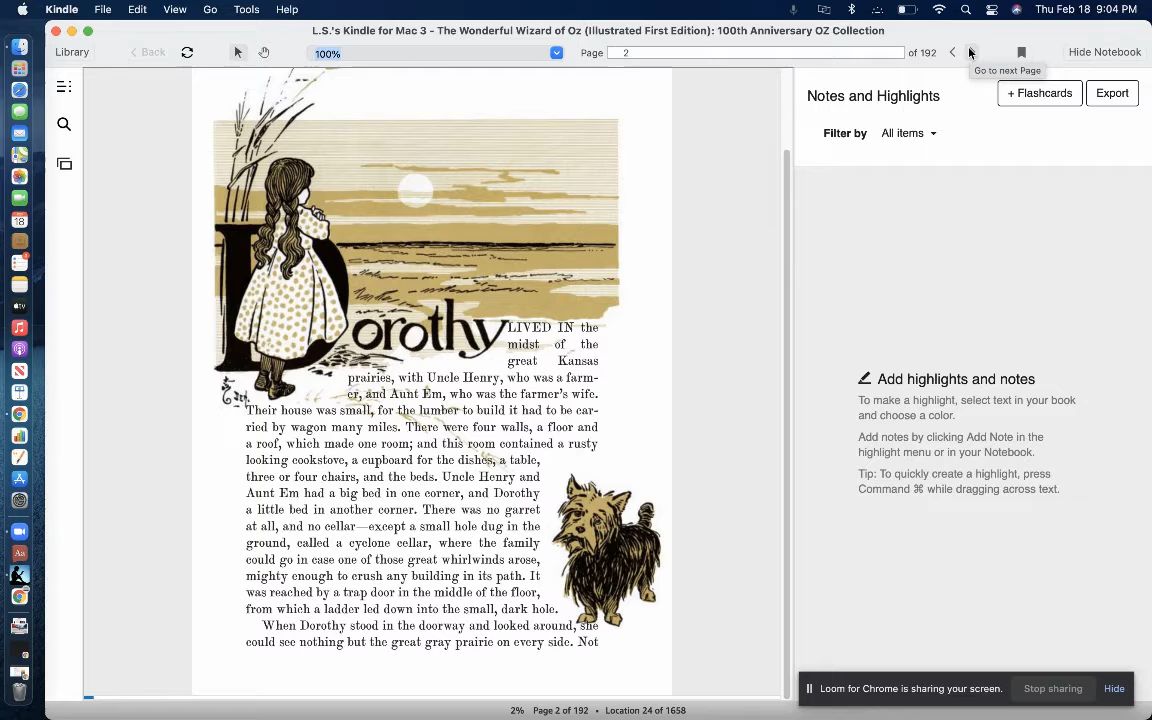 Kindle File Edit View Go Tools Help Thu Feb 18 9:04 PM
L.S.'s Kindle for Mac 3 - The Wonderful Wizard of Oz (Illustrated First Edition): 100th Anniversary OZ Collection
Library Back 100% Page 2 of 192 Hide Notebook
Go to next Page
Notes and Highlights + Flashcards Export
Filter by All items
Dorothy LIVED IN the
midst of the
great Kansas
prairies, with Uncle Henry, who was a farm-
er, and Aunt Em, who was the farmer's wife.
Their house was small, for the lumber to build it had to be car-
ried by wagon many miles. There were four walls, a floor and
a roof, which made one room; and this room contained a rusty
looking cookstove, a cupboard for the dishes, a table,
three or four chairs, and the beds. Uncle Henry and
Aunt Em had a big bed in one corner, and Dorothy
a little bed in another corner. There was no garret
at all, and no cellar—except a small hole dug in the
ground, called a cyclone cellar, where the family
could go in case one of those great whirlwinds arose,
mighty enough to crush any building in its path. It
was reached by a trap door in the middle of the floor,
from which a ladder led down into the small, dark hole.
When Dorothy stood in the doorway and looked around, she
could see nothing but the great gray prairie on every side. Not
Add highlights and notes
To make a highlight, select text in your book
and choose a color.
Add notes by clicking Add Note in the
highlight menu or in your Notebook.
Tip: To quickly create a highlight, press
Command ⌘ while dragging across text.
Loom for Chrome is sharing your screen. Stop sharing Hide
2% Page 2 of 192 • Location 24 of 1658
18
Aa